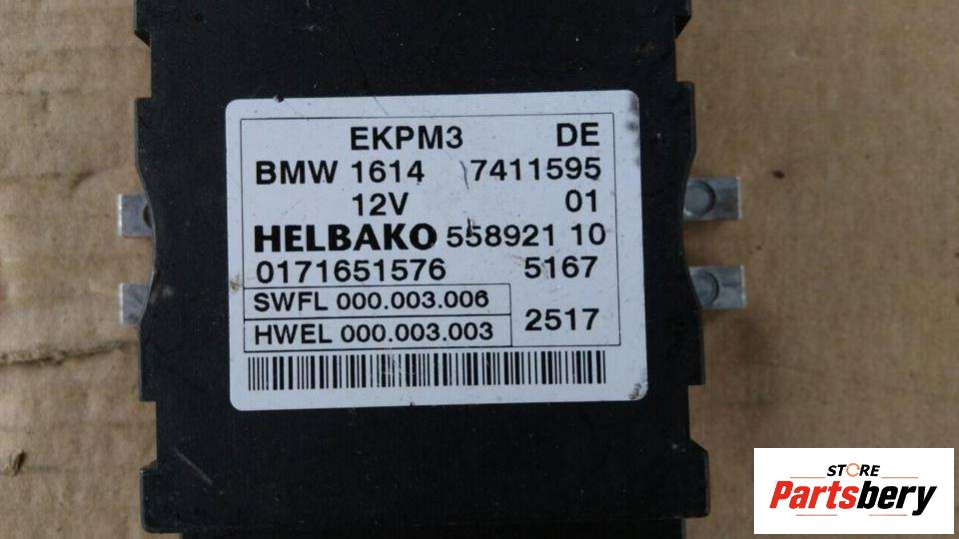 EKPM3 DE
BMW 1614 7411595
12V 01
HELBAKO 558921 10
0171651576 5167
SWFL 000.003.006
HWEL 000.003.003 2517
STORE
Partsbery